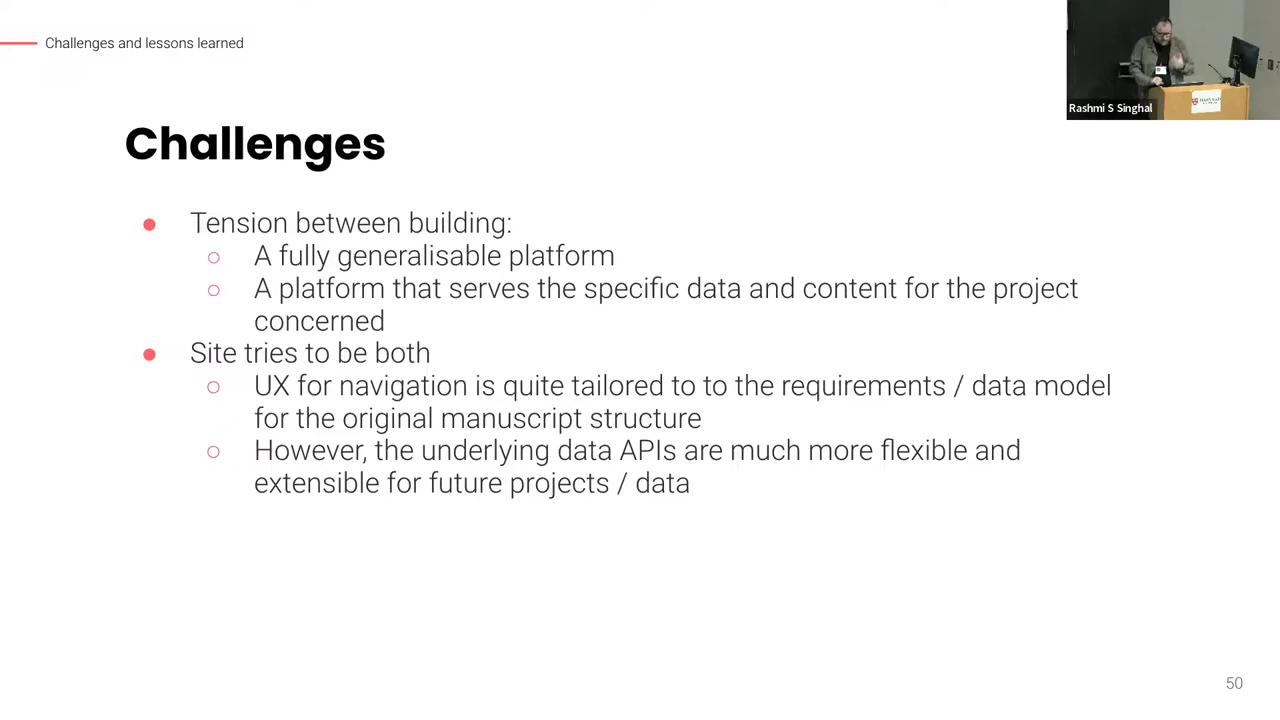 Challenges and lessons learned
Rashmi S Singhal
Challenges
● Tension between building:
○ A fully generalisable platform
○ A platform that serves the specific data and content for the project
concerned
● Site tries to be both
○ UX for navigation is quite tailored to to the requirements / data model
for the original manuscript structure
○ However, the underlying data APIs are much more flexible and
extensible for future projects / data
50